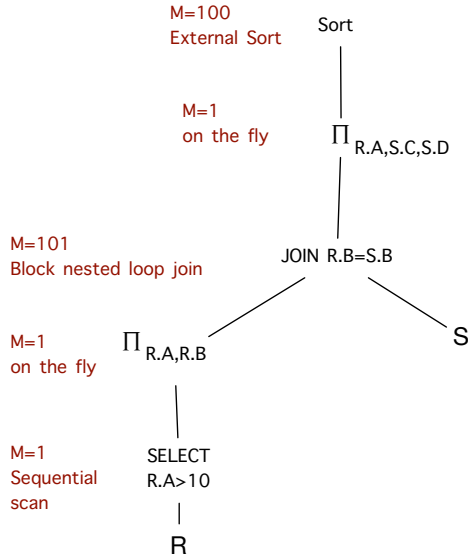 M=100
External Sort
Sort
M=1
on the fly
Π R.A,S.C,S.D
M=101
Block nested loop join
JOIN R.B=S.B
M=1
on the fly
Π R.A,R.B
S
M=1
Sequential
scan
SELECT
R.A>10
R